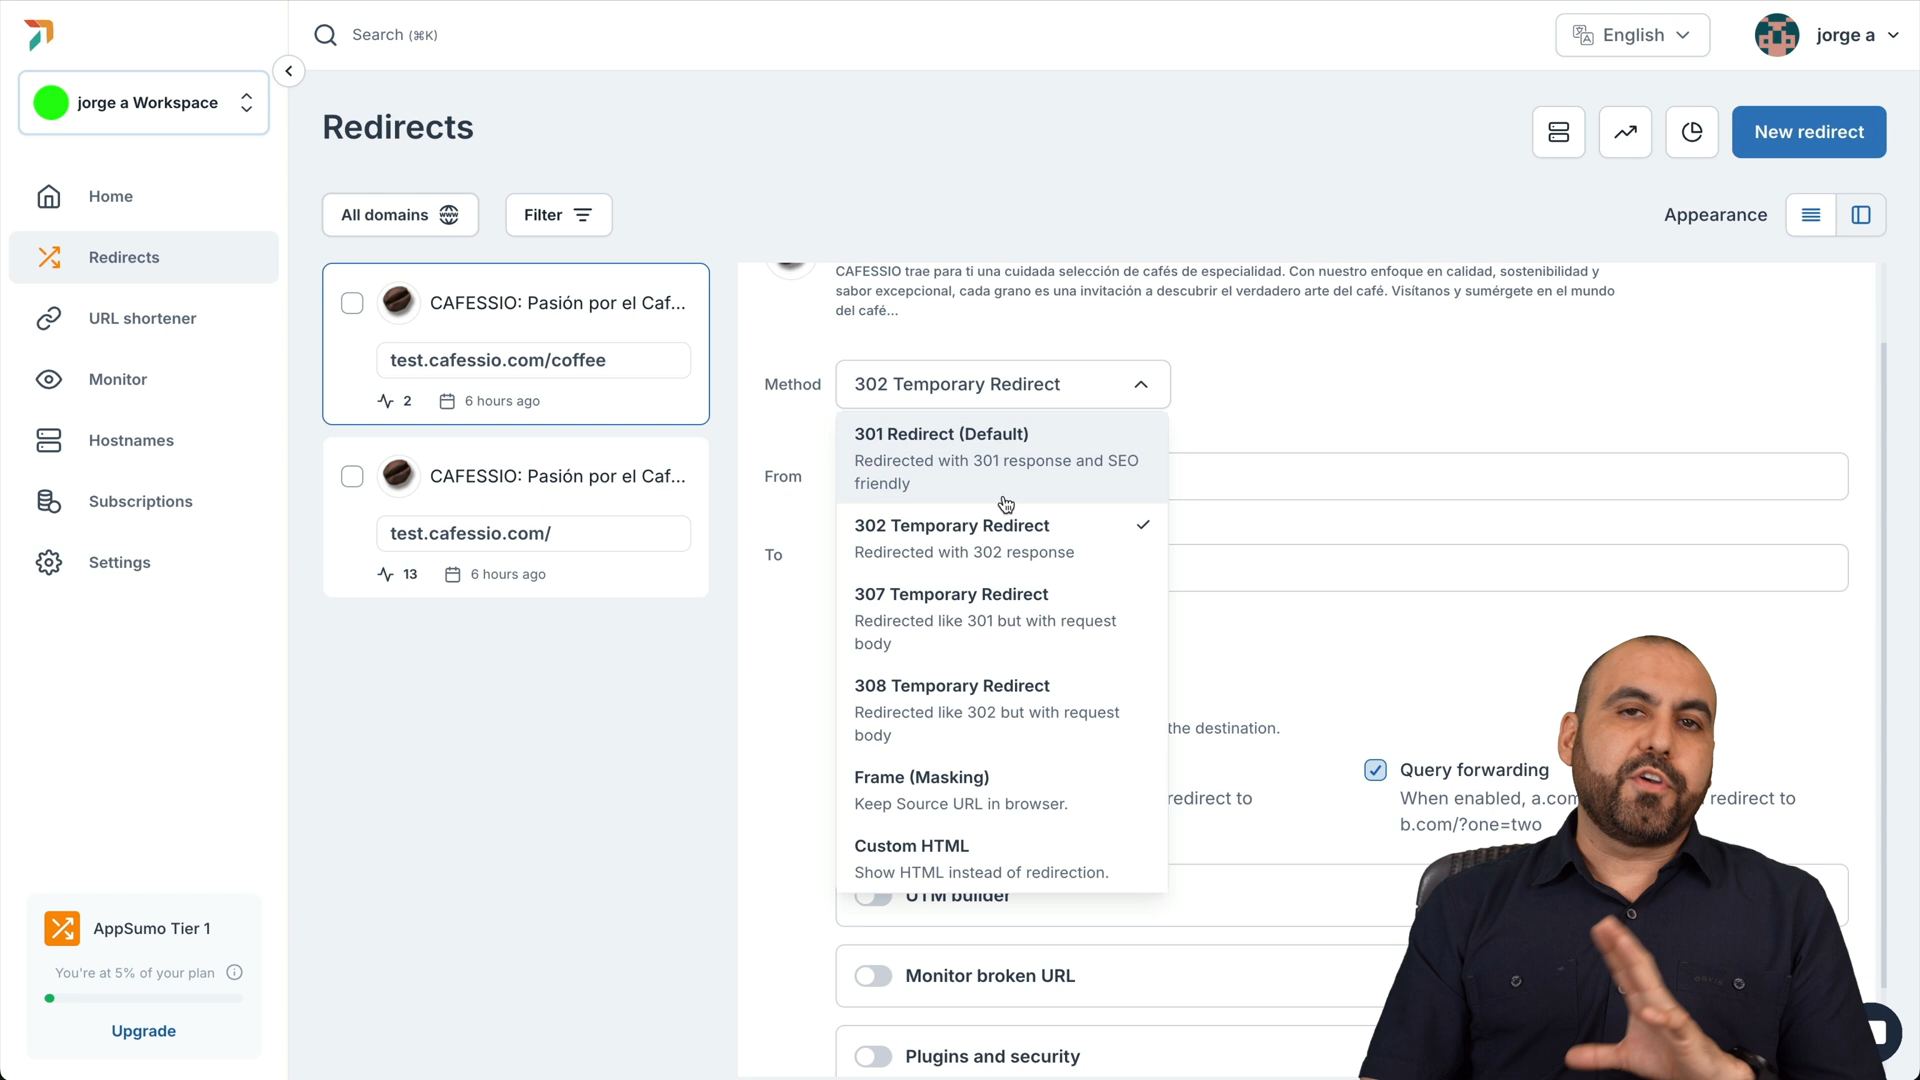 Search (⌘K)
English
jorge a
jorge a Workspace
Home
Redirects
URL shortener
Monitor
Hostnames
Subscriptions
Settings
AppSumo Tier 1
You're at 5% of your plan
Upgrade
Redirects
New redirect
All domains
Filter
Appearance
CAFESSIO: Pasión por el Caf...
test.cafessio.com/coffee
2
6 hours ago
CAFESSIO: Pasión por el Caf...
test.cafessio.com/
13
6 hours ago
CAFESSIO trae para ti una cuidada selección de cafés de especialidad. Con nuestro enfoque en calidad, sostenibilidad y
sabor excepcional, cada grano es una invitación a descubrir el verdadero arte del café. Visítanos y sumérgete en el mundo
del café...
Method
302 Temporary Redirect
301 Redirect (Default)
Redirected with 301 response and SEO
friendly
302 Temporary Redirect
Redirected with 302 response
307 Temporary Redirect
Redirected like 301 but with request
body
308 Temporary Redirect
Redirected like 302 but with request
body
Frame (Masking)
Keep Source URL in browser.
Custom HTML
Show HTML instead of redirection.
From
To
the destination.
redirect to
Query forwarding
When enabled, a.com redirect to
b.com/?one=two
UTM builder
Monitor broken URL
Plugins and security